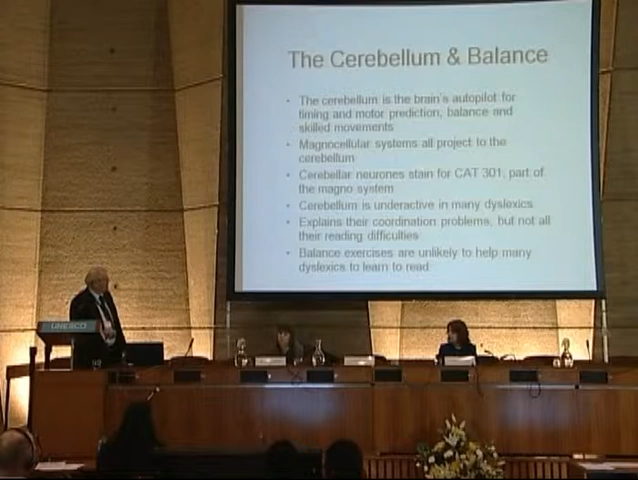 The Cerebellum & Balance
• The cerebellum is the brain's autopilot for
timing and motor prediction, balance and
skilled movements
• Magnocellular systems all project to the
cerebellum
• Cerebellar neurones stain for CAT 301, part of
the magno system
• Cerebellum is underactive in many dyslexics
• Explains their coordination problems, but not all
their reading difficulties
• Balance exercises are unlikely to help many
dyslexics to learn to read
UNESCO